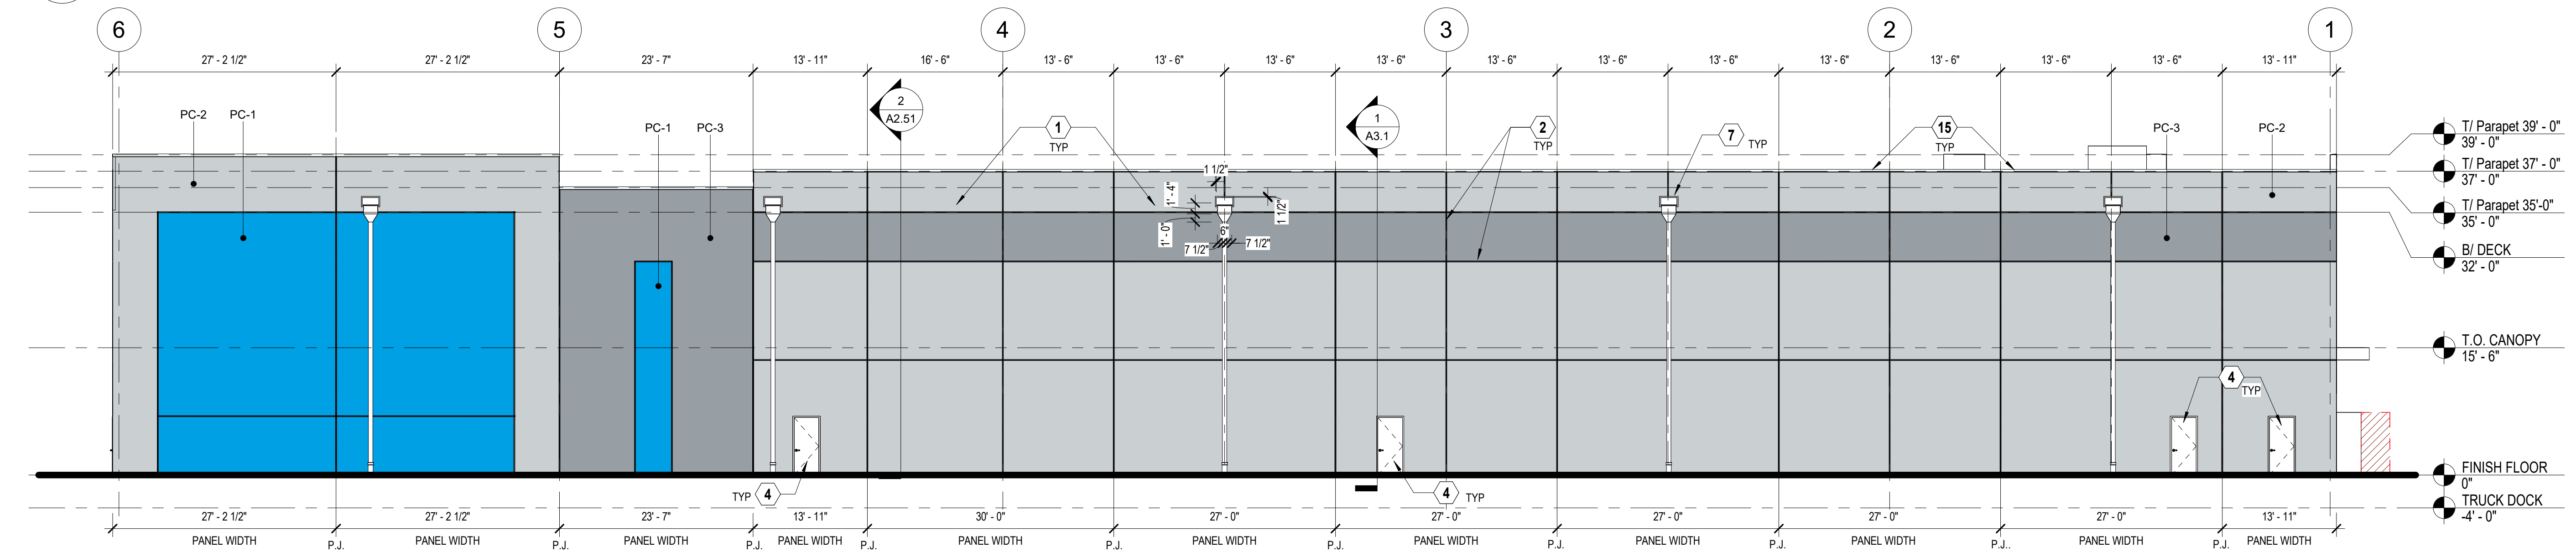 6
5
4
3
2
1
27' - 2 1/2"
27' - 2 1/2"
23' - 7"
13' - 11"
16' - 6"
13' - 6"
13' - 6"
13' - 6"
13' - 6"
13' - 6"
13' - 6"
13' - 6"
13' - 6"
13' - 6"
13' - 6"
13' - 6"
13' - 11"
PC-2
PC-1
PC-1
PC-3
2
A2.51
1
TYP
1
A3.1
2
TYP
7
TYP
15
TYP
PC-3
PC-2
T/ Parapet 39' - 0"
39' - 0"
T/ Parapet 37' - 0"
37' - 0"
T/ Parapet 35'-0"
35' - 0"
B/ DECK
32' - 0"
T.O. CANOPY
15' - 6"
FINISH FLOOR
0"
TRUCK DOCK
-4' - 0"
1 1/2"
1' - 4"
1 1/2"
1' - 0"
6"
7 1/2"
7 1/2"
4
TYP
TYP
4
4
TYP
27' - 2 1/2"
27' - 2 1/2"
23' - 7"
13' - 11"
30' - 0"
27' - 0"
27' - 0"
27' - 0"
27' - 0"
27' - 0"
13' - 11"
PANEL WIDTH
P.J.
PANEL WIDTH
P.J.
PANEL WIDTH
P.J.
PANEL WIDTH
P.J.
PANEL WIDTH
P.J.
PANEL WIDTH
P.J.
PANEL WIDTH
P.J.
PANEL WIDTH
P.J.
PANEL WIDTH
P.J..
PANEL WIDTH
P.J.
PANEL WIDTH